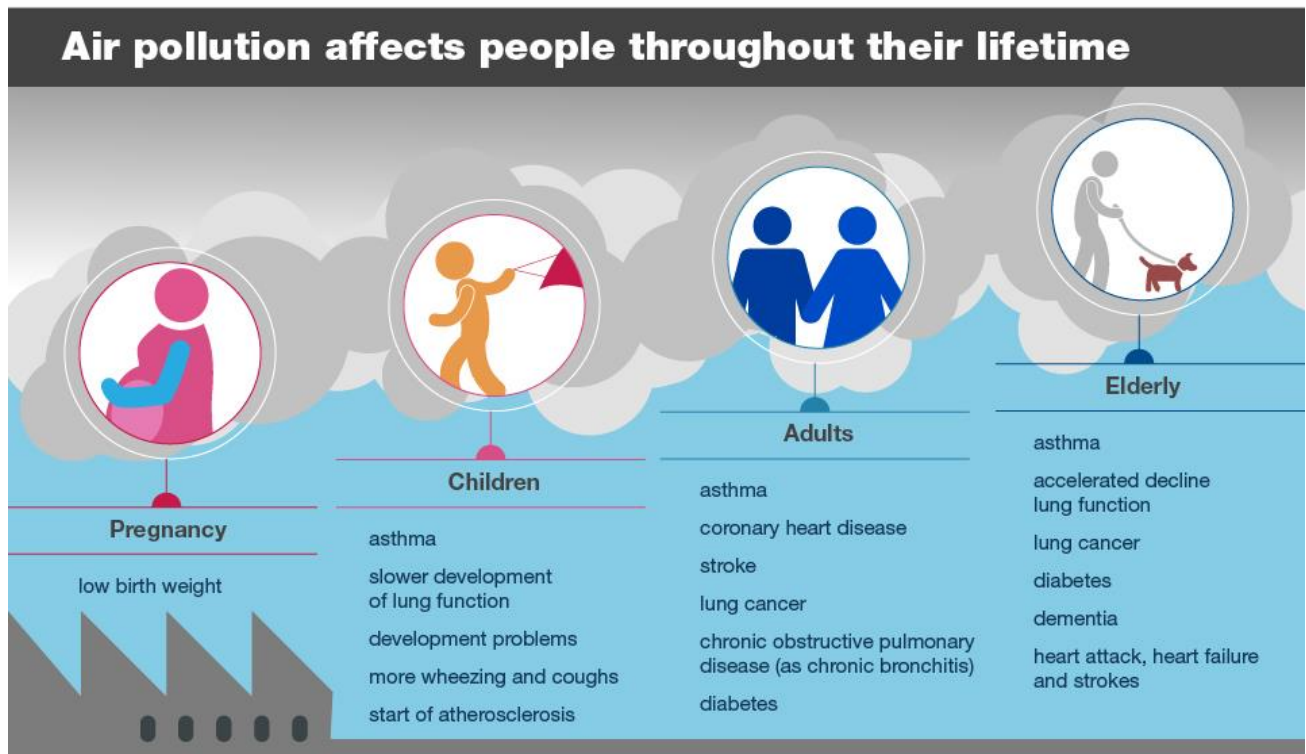 Air pollution affects people throughout their lifetime
Pregnancy
low birth weight
Children
asthma
slower development
of lung function
development problems
more wheezing and coughs
start of atherosclerosis
Adults
asthma
coronary heart disease
stroke
lung cancer
chronic obstructive pulmonary
disease (as chronic bronchitis)
diabetes
Elderly
asthma
accelerated decline
lung function
lung cancer
diabetes
dementia
heart attack, heart failure
and strokes